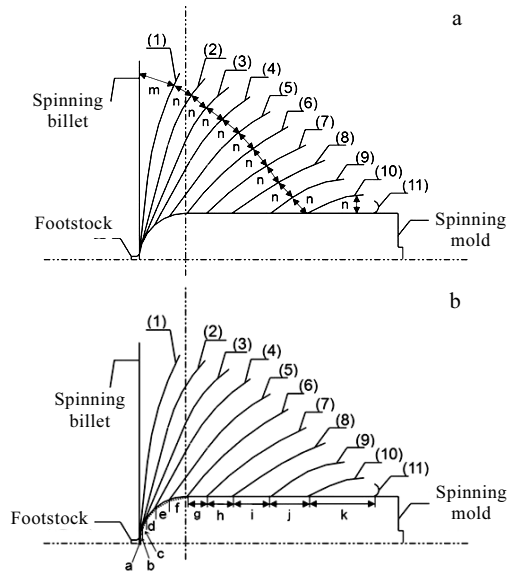 a
(1)
(2)
(3)
(4)
(5)
(6)
(7)
(8)
(9)
(10)
(11)
m
n
n
n
n
n
n
n
n
n
Spinning
billet
Footstock
Spinning
mold
b
(1)
(2)
(3)
(4)
(5)
(6)
(7)
(8)
(9)
(10)
(11)
Spinning
billet
Footstock
a
b
c
d
e
f
g
h
i
j
k
Spinning
mold